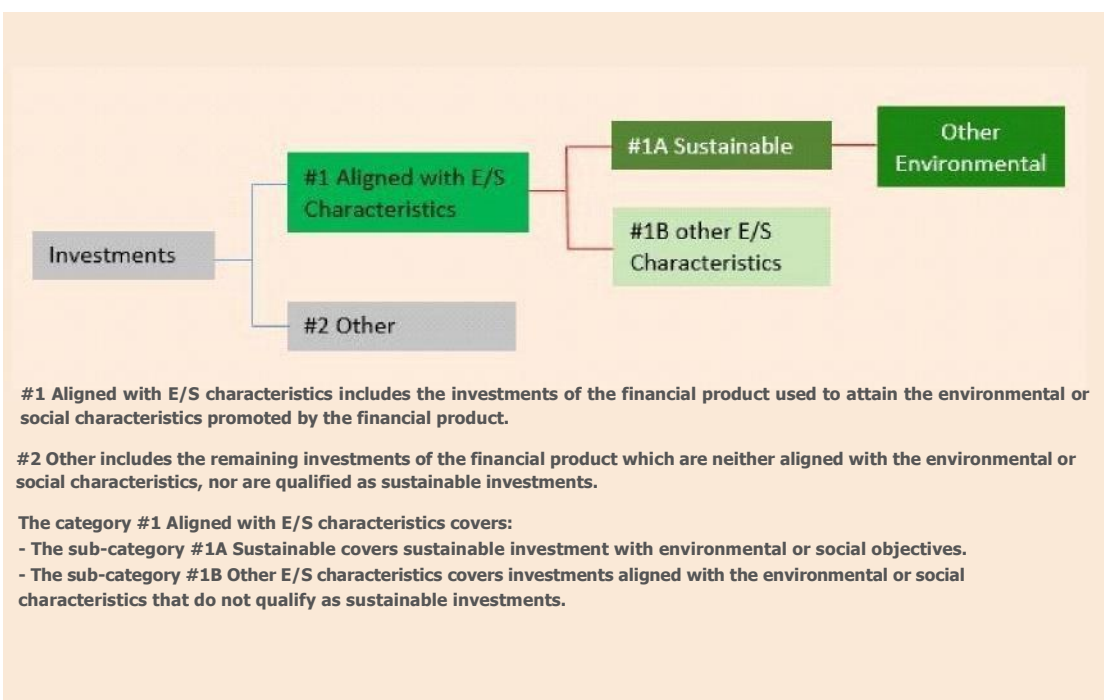 Other
Environmental
#1A Sustainable
#1 Aligned with E/S
Characteristics
#1B other E/S
Characteristics
Investments
#2 Other
#1 Aligned with E/S characteristics includes the investments of the financial product used to attain the environmental or
social characteristics promoted by the financial product.
#2 Other includes the remaining investments of the financial product which are neither aligned with the environmental or
social characteristics, nor are qualified as sustainable investments.
The category #1 Aligned with E/S characteristics covers:
- The sub-category #1A Sustainable covers sustainable investment with environmental or social objectives.
- The sub-category #1B Other E/S characteristics covers investments aligned with the environmental or social
characteristics that do not qualify as sustainable investments.